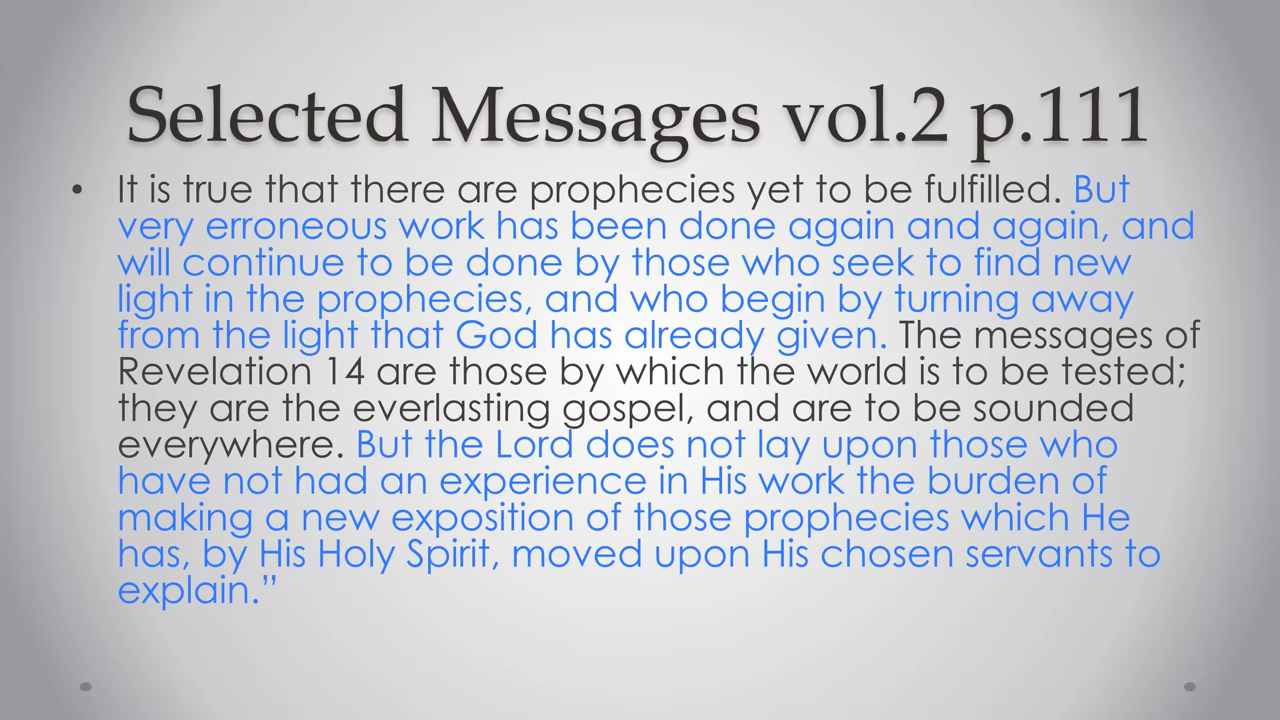 Selected Messages vol.2 p.111
• It is true that there are prophecies yet to be fulfilled. But
very erroneous work has been done again and again, and
will continue to be done by those who seek to find new
light in the prophecies, and who begin by turning away
from the light that God has already given. The messages of
Revelation 14 are those by which the world is to be tested;
they are the everlasting gospel, and are to be sounded
everywhere. But the Lord does not lay upon those who
have not had an experience in His work the burden of
making a new exposition of those prophecies which He
has, by His Holy Spirit, moved upon His chosen servants to
explain.”